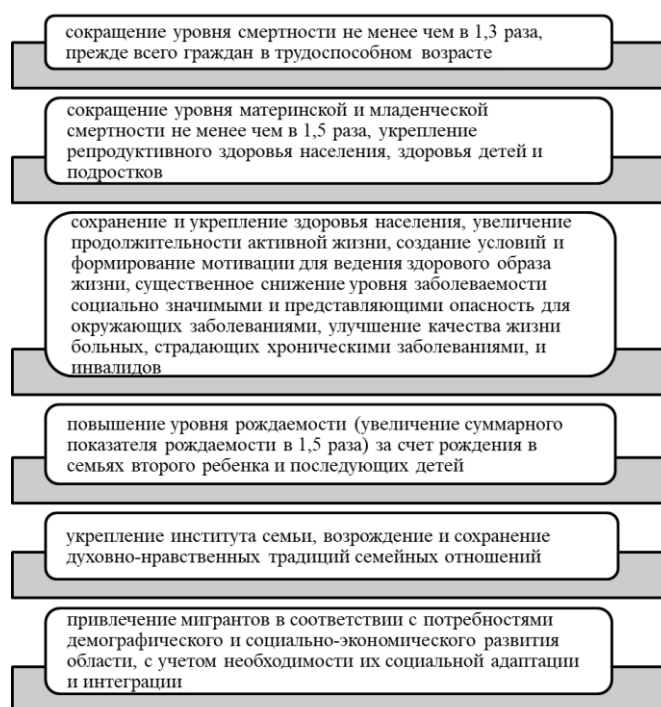 сокращение уровня смертности не менее чем в 1,3 раза,
прежде всего граждан в трудоспособном возрасте
сокращение уровня материнской и младенческой
смертности не менее чем в 1,5 раза, укрепление
репродуктивного здоровья населения, здоровья детей и
подростков
сохранение и укрепление здоровья населения, увеличение
продолжительности активной жизни, создание условий и
формирование мотивации для ведения здорового образа
жизни, существенное снижение уровня заболеваемости
социально значимыми и представляющими опасность для
окружающих заболеваниями, улучшение качества жизни
больных, страдающих хроническими заболеваниями, и
инвалидов
повышение уровня рождаемости (увеличение суммарного
показателя рождаемости в 1,5 раза) за счет рождения в
семьях второго ребенка и последующих детей
укрепление института семьи, возрождение и сохранение
духовно-нравственных традиций семейных отношений
привлечение мигрантов в соответствии с потребностями
демографического и социально-экономического развития
области, с учетом необходимости их социальной адаптации
и интеграции